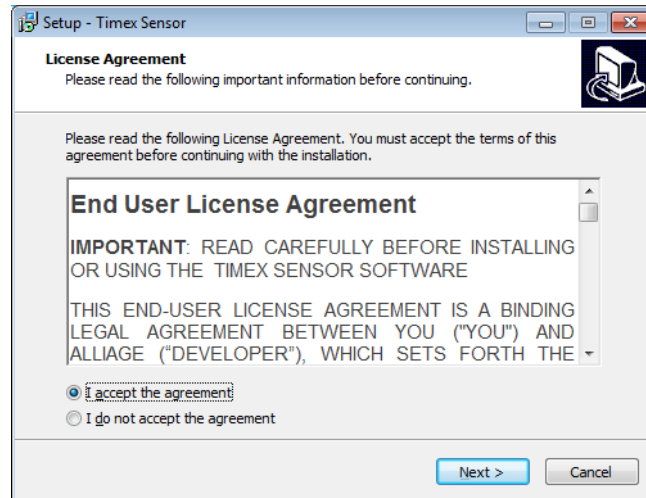 Setup - Timex Sensor
License Agreement
Please read the following important information before continuing.
Please read the following License Agreement. You must accept the terms of this
agreement before continuing with the installation.
End User License Agreement
IMPORTANT: READ CAREFULLY BEFORE INSTALLING
OR USING THE TIMEX SENSOR SOFTWARE
THIS END-USER LICENSE AGREEMENT IS A BINDING
LEGAL AGREEMENT BETWEEN YOU ("YOU") AND
ALLIAGE (“DEVELOPER”), WHICH SETS FORTH THE
I accept the agreement
I do not accept the agreement
Next >
Cancel